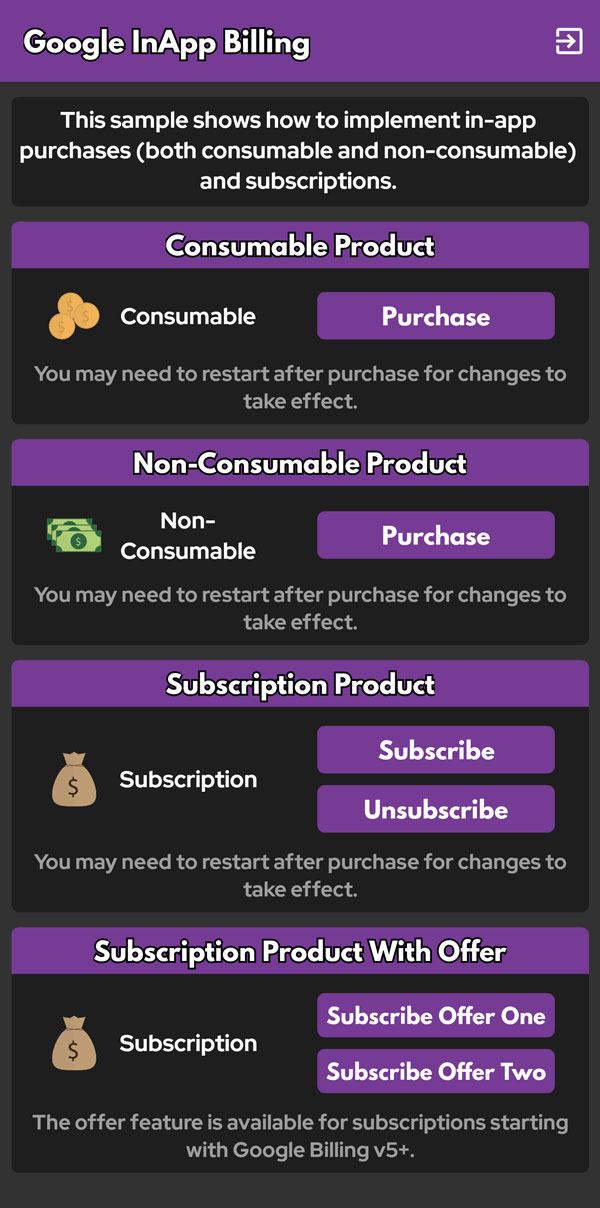 Google InApp Billing
This sample shows how to implement in-app
purchases (both consumable and non-consumable)
and subscriptions.
Consumable Product
$
$
$
Consumable
Purchase
You may need to restart after purchase for changes to
take effect.
Non-Consumable Product
$
Non-
Consumable
Purchase
You may need to restart after purchase for changes to
take effect.
Subscription Product
$
Subscription
Subscribe
Unsubscribe
You may need to restart after purchase for changes to
take effect.
Subscription Product With Offer
$
Subscription
Subscribe Offer One
Subscribe Offer Two
The offer feature is available for subscriptions starting
with Google Billing v5+.